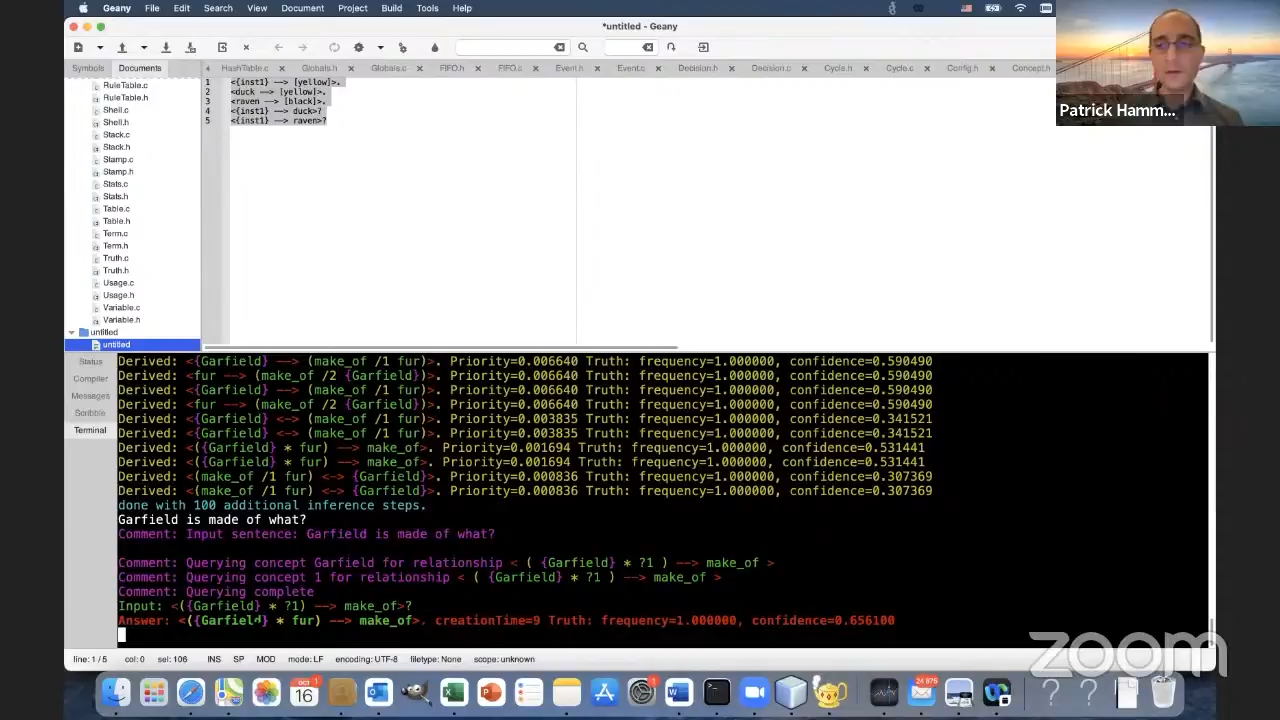 Geany File Edit Search View Document Project Build Tools Help
*untitled - Geany
Symbols Documents HashTable.c Globals.h Globals.c FIFO.h FIFO.c Event.h Event.c Decision.h Decision.c Cycle.h Cycle.c Config.h Concept.h
Patrick Hamm...
RuleTable.c
RuleTable.h
Shell.c
Shell.h
Stack.c
Stack.h
Stamp.c
Stamp.h
Stats.c
Stats.h
Table.c
Table.h
Term.c
Term.h
Truth.c
Truth.h
Usage.c
Usage.h
Variable.c
Variable.h
untitled
untitled
1 <{inst1} --> [yellow]>.
2 <duck --> [yellow]>.
3 <raven --> [black]>.
4 <{inst1} --> duck>?
5 <{inst1} --> raven>?
Status
Compiler
Messages
Scribble
Terminal
Derived: <{Garfield} --> (make_of /1 fur)>. Priority=0.006640 Truth: frequency=1.000000, confidence=0.590490
Derived: <fur --> (make_of /2 {Garfield})>. Priority=0.006640 Truth: frequency=1.000000, confidence=0.590490
Derived: <{Garfield} --> (make_of /1 fur)>. Priority=0.006640 Truth: frequency=1.000000, confidence=0.590490
Derived: <fur --> (make_of /2 {Garfield})>. Priority=0.006640 Truth: frequency=1.000000, confidence=0.590490
Derived: <{Garfield} <-> (make_of /1 fur)>. Priority=0.003835 Truth: frequency=1.000000, confidence=0.341521
Derived: <{Garfield} <-> (make_of /1 fur)>. Priority=0.003835 Truth: frequency=1.000000, confidence=0.341521
Derived: <({Garfield} * fur) --> make_of>. Priority=0.001694 Truth: frequency=1.000000, confidence=0.531441
Derived: <({Garfield} * fur) --> make_of>. Priority=0.001694 Truth: frequency=1.000000, confidence=0.531441
Derived: <(make_of /1 fur) <-> {Garfield}>. Priority=0.000836 Truth: frequency=1.000000, confidence=0.307369
Derived: <(make_of /1 fur) <-> {Garfield}>. Priority=0.000836 Truth: frequency=1.000000, confidence=0.307369
done with 100 additional inference steps.
Garfield is made of what?
Comment: Input sentence: Garfield is made of what?
Comment: Querying concept Garfield for relationship < ( {Garfield} * ?1 ) --> make_of >
Comment: Querying concept 1 for relationship < ( {Garfield} * ?1 ) --> make_of >
Comment: Querying complete
Input: <({Garfield} * ?1) --> make_of>?
Answer: <({Garfield} * fur) --> make_of>. creationTime=9 Truth: frequency=1.000000, confidence=0.656100
line: 1 / 5 col: 0 sel: 106 INS SP MOD mode: LF encoding: UTF-8 filetype: None scope: unknown
zoom
OCT 16
1
24 875